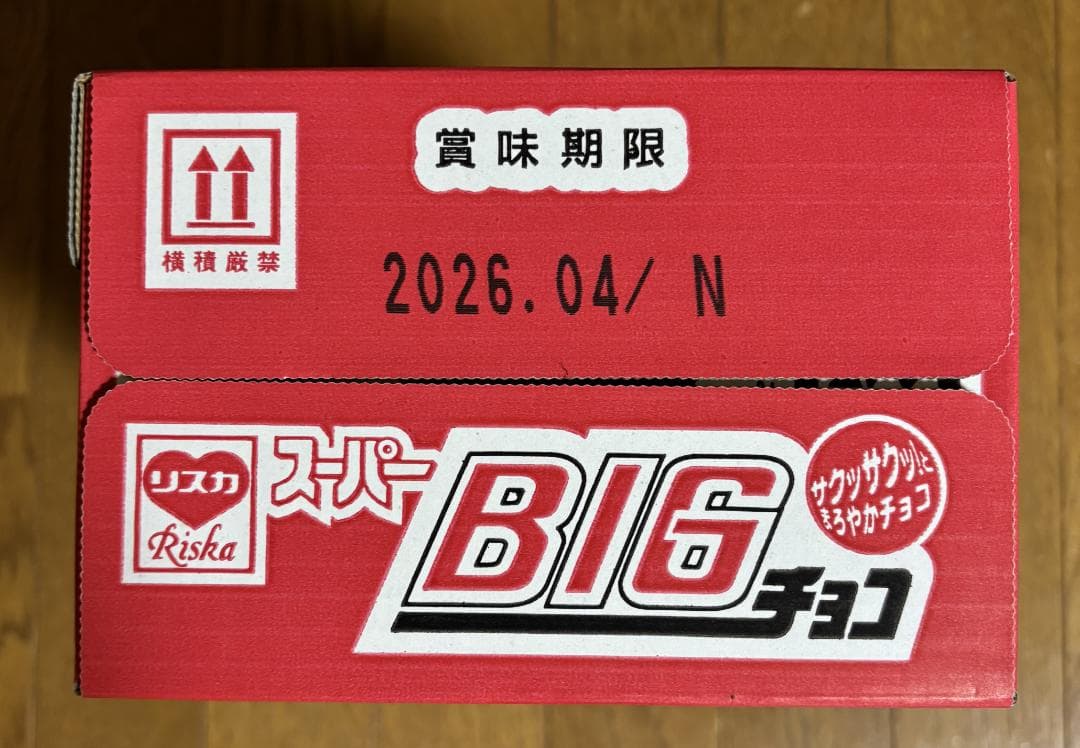 賞味期限
横積厳禁
2026.04/ N
リスカ
Riska
スーパー
BIG
チョコ
サクッサクッ!と
まろやかチョコ